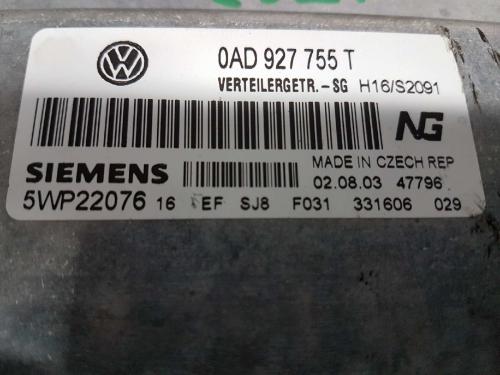 0AD 927 755 T
VERTEILERGETR.-SG H16/S2091
NG
MADE IN CZECH REP
SIEMENS
02.08.03 47796
5WP22076 16 EF SJ8 F031 331606 029